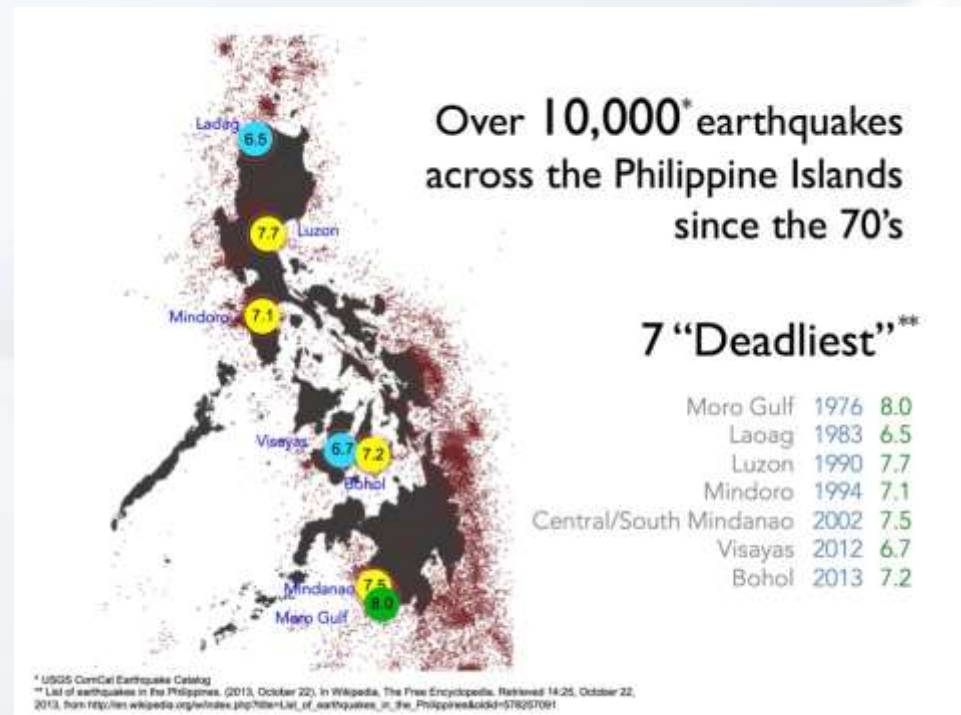 Over 10,000* earthquakes
across the Philippine Islands
since the 70's
7 "Deadliest"**
Moro Gulf 1976 8.0
Laoag 1983 6.5
Luzon 1990 7.7
Mindoro 1994 7.1
Central/South Mindanao 2002 7.5
Visayas 2012 6.7
Bohol 2013 7.2
Laoag
6.5
7.7 Luzon
Mindoro 7.1
Visayas 6.7 7.2
Bohol
Mindanao 7.5
Moro Gulf 8.0
* USGS ComCat Earthquake Catalog
** List of earthquakes in the Philippines. (2013, October 22). In Wikipedia, The Free Encyclopedia. Retrieved 14:25, October 22,
2013, from http://en.wikipedia.org/w/index.php?title=List_of_earthquakes_in_the_Philippines&oldid=578257091